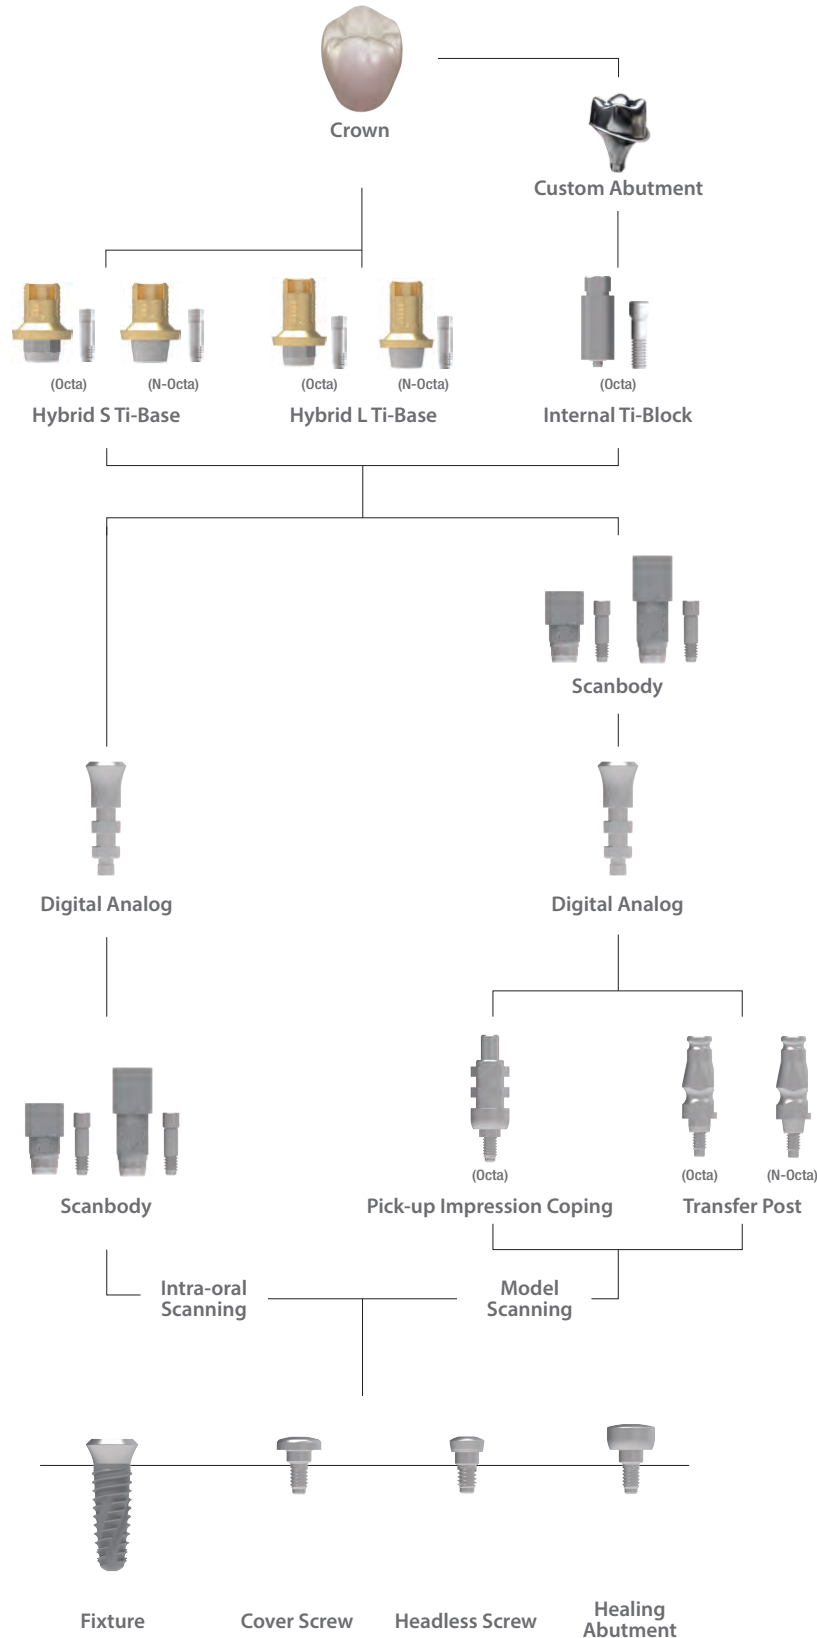 Crown
Custom Abutment
(Octa)
(N-Octa)
(Octa)
(N-Octa)
(Octa)
Hybrid S Ti-Base
Hybrid L Ti-Base
Internal Ti-Block
Scanbody
Digital Analog
Digital Analog
(Octa)
(Octa)
(N-Octa)
Scanbody
Pick-up Impression Coping
Transfer Post
Intra-oral
Scanning
Model
Scanning
Fixture
Cover Screw
Headless Screw
Healing
Abutment